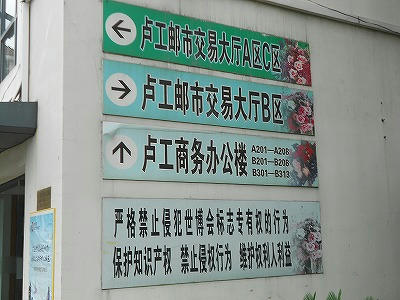 卢工邮市交易大厅A区C区
卢工邮市交易大厅B区
卢工商务办公楼
A201—A208
B201—B208
B301—B313
严格禁止侵犯世博会标志专有权的行为
保护知识产权 禁止侵权行为 维护权利人利益